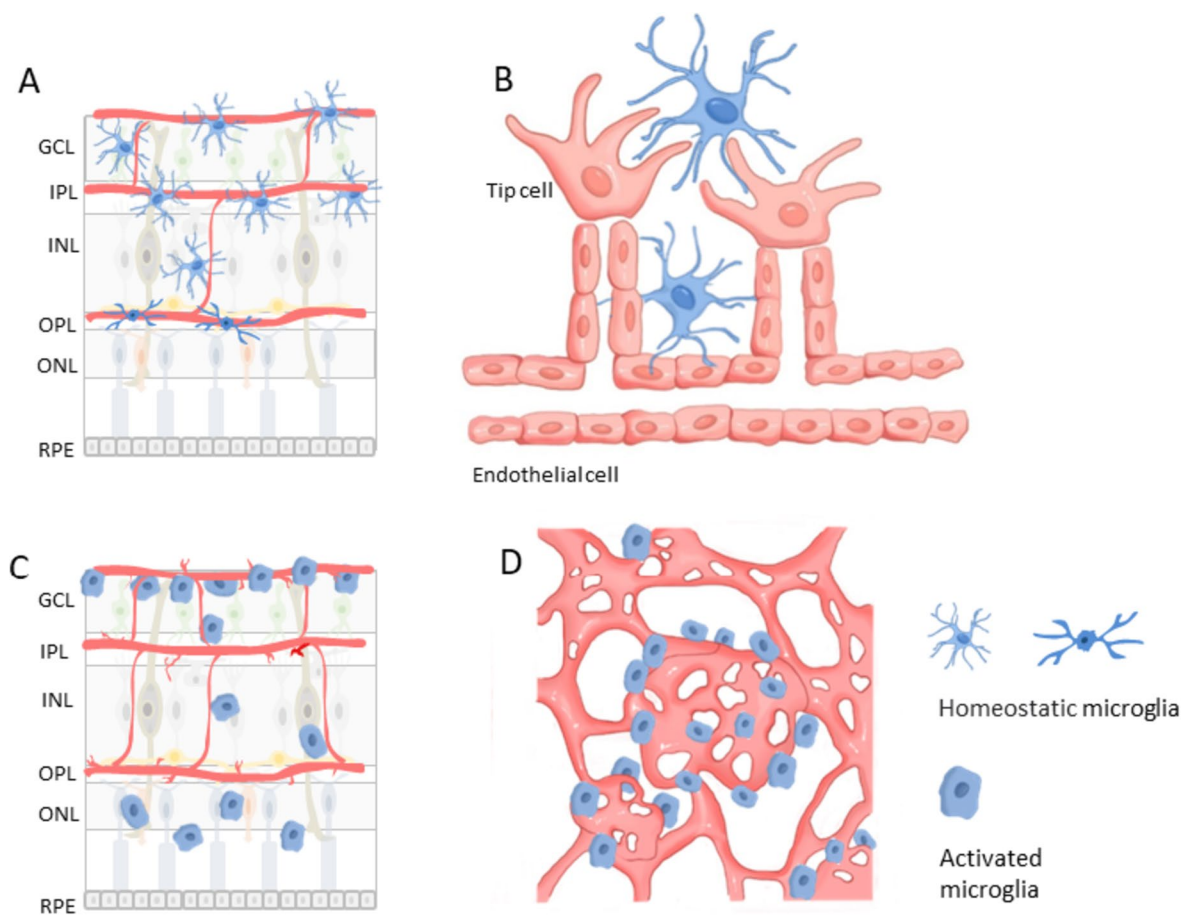 A
GCL
IPL
INL
OPL
ONL
RPE
B
Tip cell
Endothelial cell
C
GCL
IPL
INL
OPL
ONL
RPE
D
Homeostatic microglia
Activated
microglia